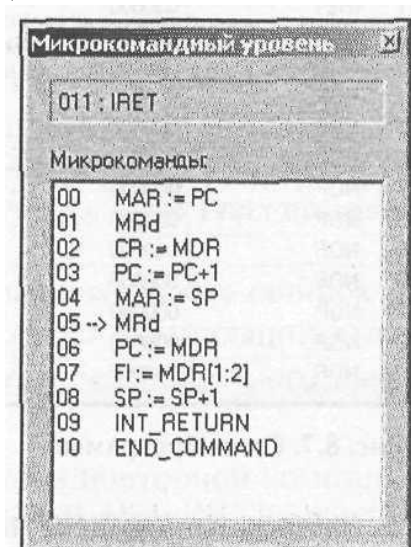 Микрокомандный уровень
011 : IRET
Микрокоманды:
00 MAR := PC
01 MRd
02 CR := MDR
03 PC := PC+1
04 MAR := SP
05 --> MRd
06 PC := MDR
07 FI := MDR[1:2]
08 SP := SP+1
09 INT_RETURN
10 END_COMMAND